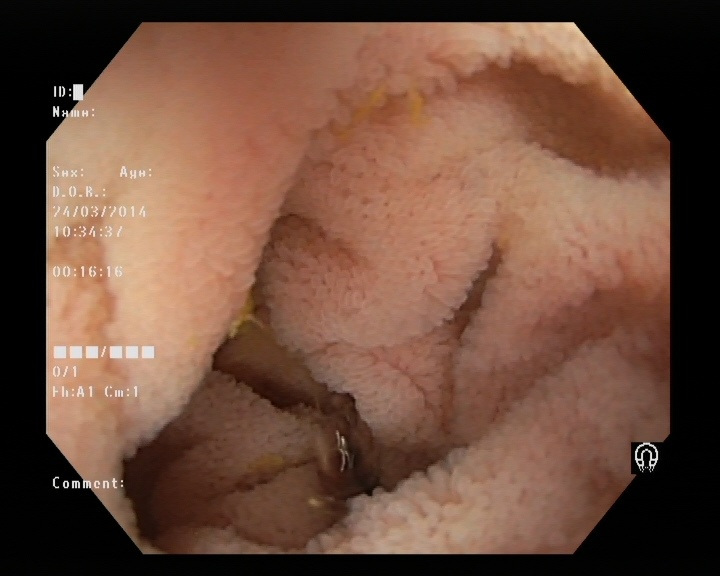 ID:
Name:
Sex: Age:
D.O.B.:
24/03/2014
10:34:37
00:16:16
■■■/■■■
0/1
Eh:A1 Cm:1
Comment: